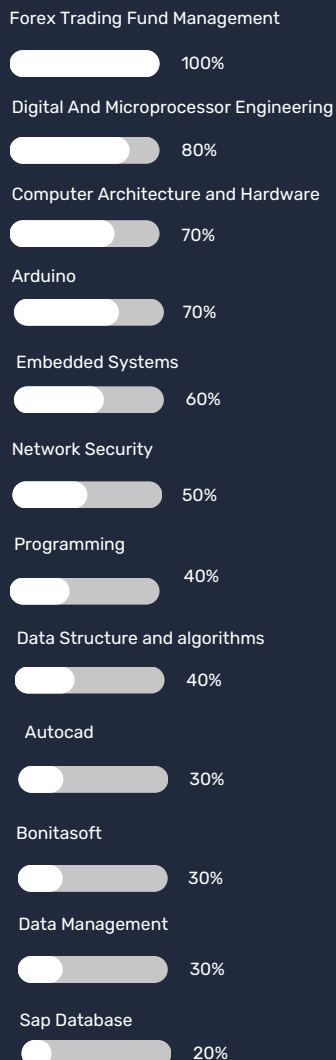 Forex Trading Fund Management
100%
Digital And Microprocessor Engineering
80%
Computer Architecture and Hardware
70%
Arduino
70%
Embedded Systems
60%
Network Security
50%
Programming
40%
Data Structure and algorithms
40%
Autocad
30%
Bonitasoft
30%
Data Management
30%
Sap Database
20%